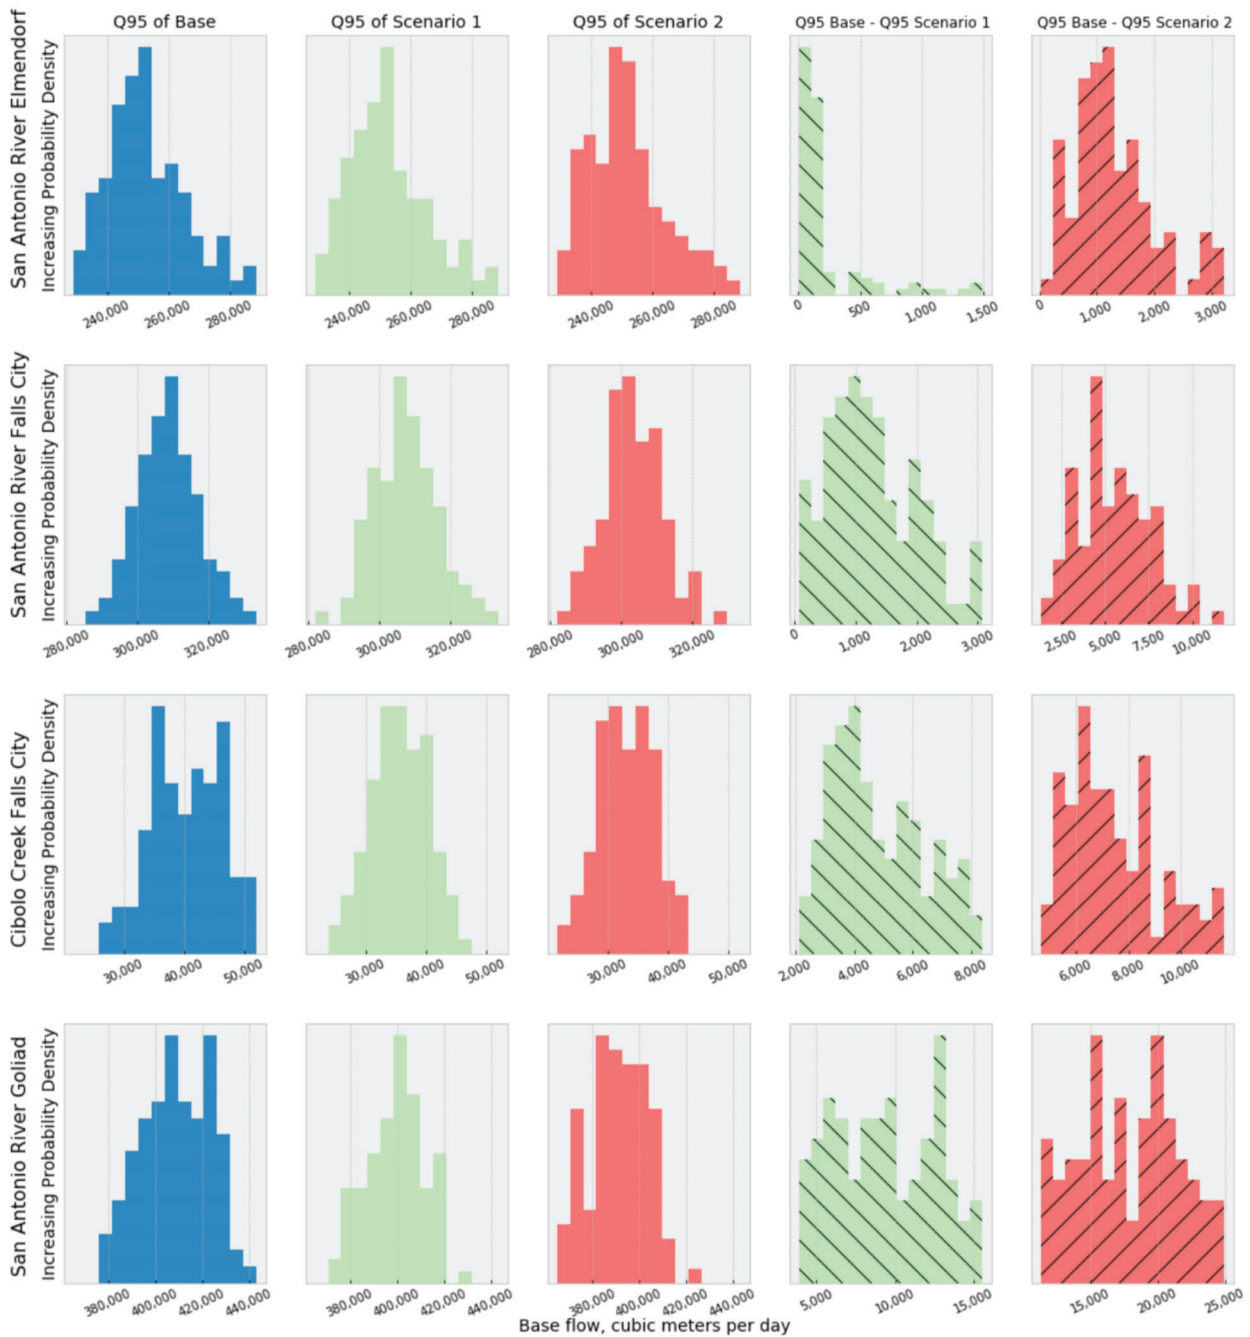 Q95 of Base
Q95 of Scenario 1
Q95 of Scenario 2
Q95 Base - Q95 Scenario 1
Q95 Base - Q95 Scenario 2
San Antonio River Elmendorf
Increasing Probability Density
240,000 260,000 280,000
240,000 260,000 280,000
240,000 260,000 280,000
0 500 1,000 1,500
0 1,000 2,000 3,000
San Antonio River Falls City
Increasing Probability Density
280,000 300,000 320,000
280,000 300,000 320,000
280,000 300,000 320,000
0 1,000 2,000 3,000
2,500 5,000 7,500 10,000
Cibolo Creek Falls City
Increasing Probability Density
30,000 40,000 50,000
30,000 40,000 50,000
30,000 40,000 50,000
2,000 4,000 6,000 8,000
6,000 8,000 10,000
San Antonio River Goliad
Increasing Probability Density
380,000 400,000 420,000 440,000
380,000 400,000 420,000 440,000
380,000 400,000 420,000 440,000
5,000 10,000 15,000
15,000 20,000 25,000
Base flow, cubic meters per day